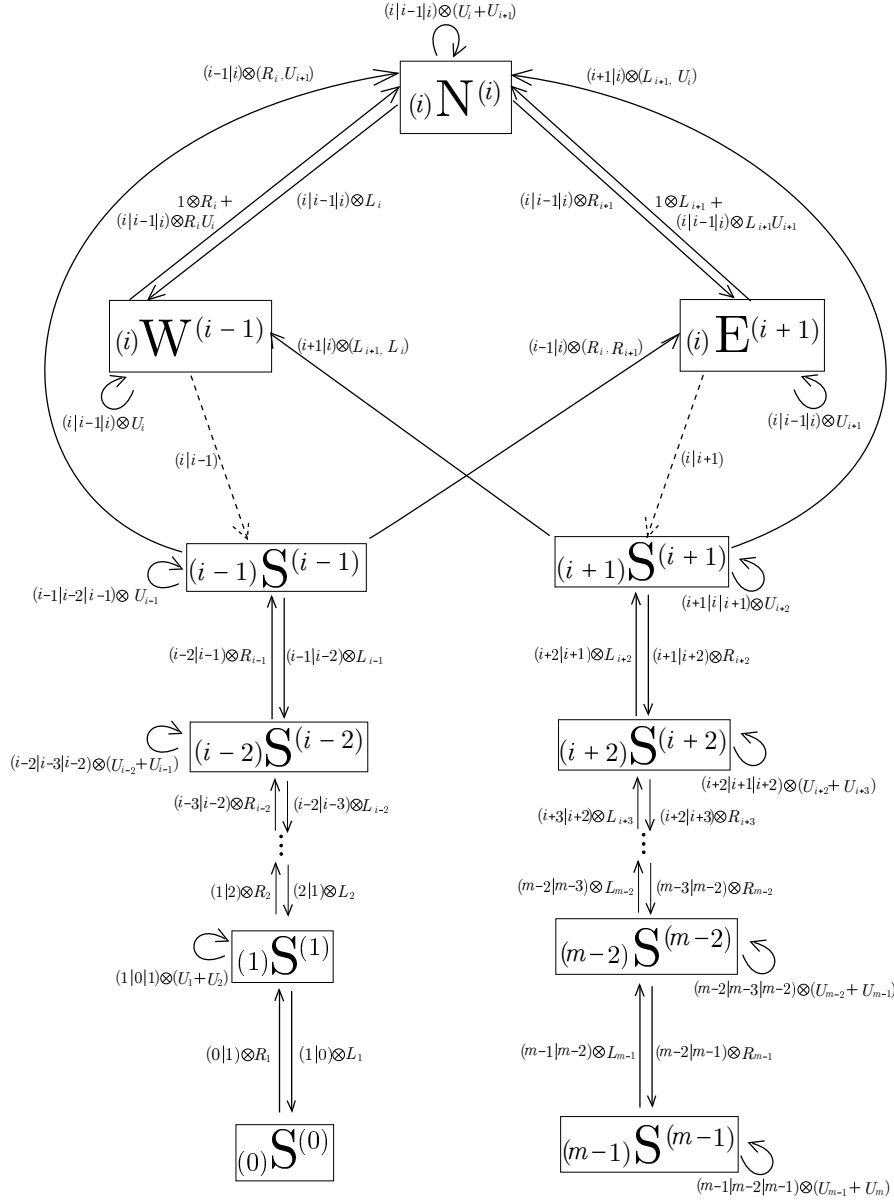 (i|i−1|i)⊗(U_i+U_{i+1})
(i−1|i)⊗(R_i, U_{i+1})
(i+1|i)⊗(L_{i+1}, U_i)
(i) N (i)
1⊗R_i +
(i|i−1|i)⊗R_iU_i
(i|i−1|i)⊗L_i
(i|i−1|i)⊗R_{i+1}
1⊗L_{i+1} +
(i|i−1|i)⊗L_{i+1}U_{i+1}
(i) W (i − 1)
(i) E (i + 1)
(i+1|i)⊗(L_{i+1}, L_i)
(i−1|i)⊗(R_i, R_{i+1})
(i|i−1|i)⊗U_i
(i|i−1|i)⊗U_{i+1}
(i|i−1)
(i|i+1)
(i − 1) S (i − 1)
(i + 1) S (i + 1)
(i−1|i−2|i−1)⊗ U_{i−1}
(i+1|i|i+1)⊗U_{i+2}
(i−2|i−1)⊗R_{i−1}
(i−1|i−2)⊗L_{i−1}
(i+2|i+1)⊗L_{i+2}
(i+1|i+2)⊗R_{i+2}
(i − 2) S (i − 2)
(i + 2) S (i + 2)
(i−2|i−3|i−2)⊗(U_{i−2}+U_{i−1})
(i+2|i+1|i+2)⊗(U_{i+2}+ U_{i+3})
(i−3|i−2)⊗R_{i−2}
(i−2|i−3)⊗L_{i−2}
(i+3|i+2)⊗L_{i+3}
(i+2|i+3)⊗R_{i+3}
(1|2)⊗R_2
(2|1)⊗L_2
(m−2|m−3)⊗L_{m−2}
(m−3|m−2)⊗R_{m−2}
(1) S (1)
(m−2) S (m−2)
(1|0|1)⊗(U_1+U_2)
(m−2|m−3|m−2)⊗(U_{m−2}+ U_{m−1})
(0|1)⊗R_1
(1|0)⊗L_1
(m−1|m−2)⊗L_{m−1}
(m−2|m−1)⊗R_{m−1}
(0) S (0)
(m−1) S (m−1)
(m−1|m−2|m−1)⊗(U_{m−1}+ U_m)